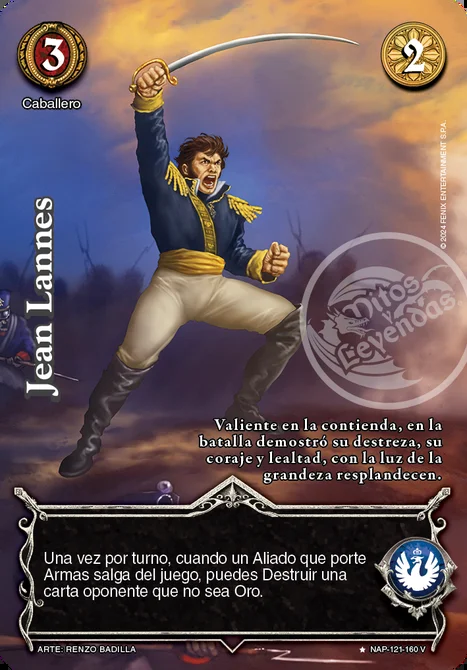 3
2
Caballero
© 2024 FENIX ENTERTAINMENT S.P.A.
Jean Lannes
Mitos
y
Leyendas
Valiente en la contienda, en la
batalla demostró su destreza, su
coraje y lealtad, con la luz de la
grandeza resplandecen.
Una vez por turno, cuando un Aliado que porte
Armas salga del juego, puedes Destruir una
carta oponente que no sea Oro.
ARTE: RENZO BADILLA
★ NAP-121-160 V